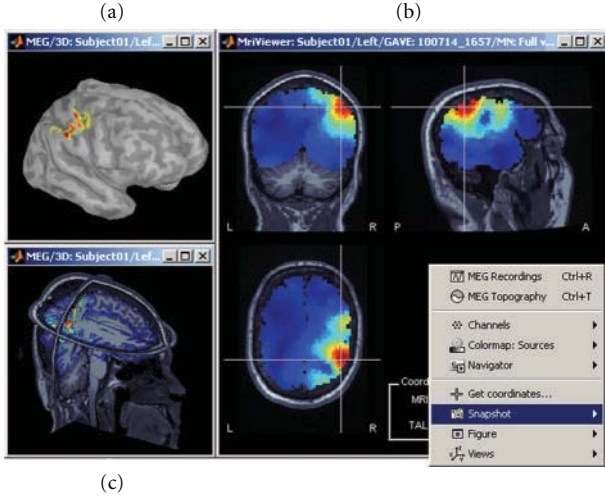 (a)
(b)
MEG/3D: Subject01/Lef...
MriViewer: Subject01/Left/GAVE: 100714_1657/MN: Full v...
L
R
P
A
MEG/3D: Subject01/Left...
L
R
Coord
MRI
TAL
MEG Recordings Ctrl+R
MEG Topography Ctrl+T
Channels
Colormap: Sources
Navigator
Get coordinates...
Snapshot
Figure
Views
(c)